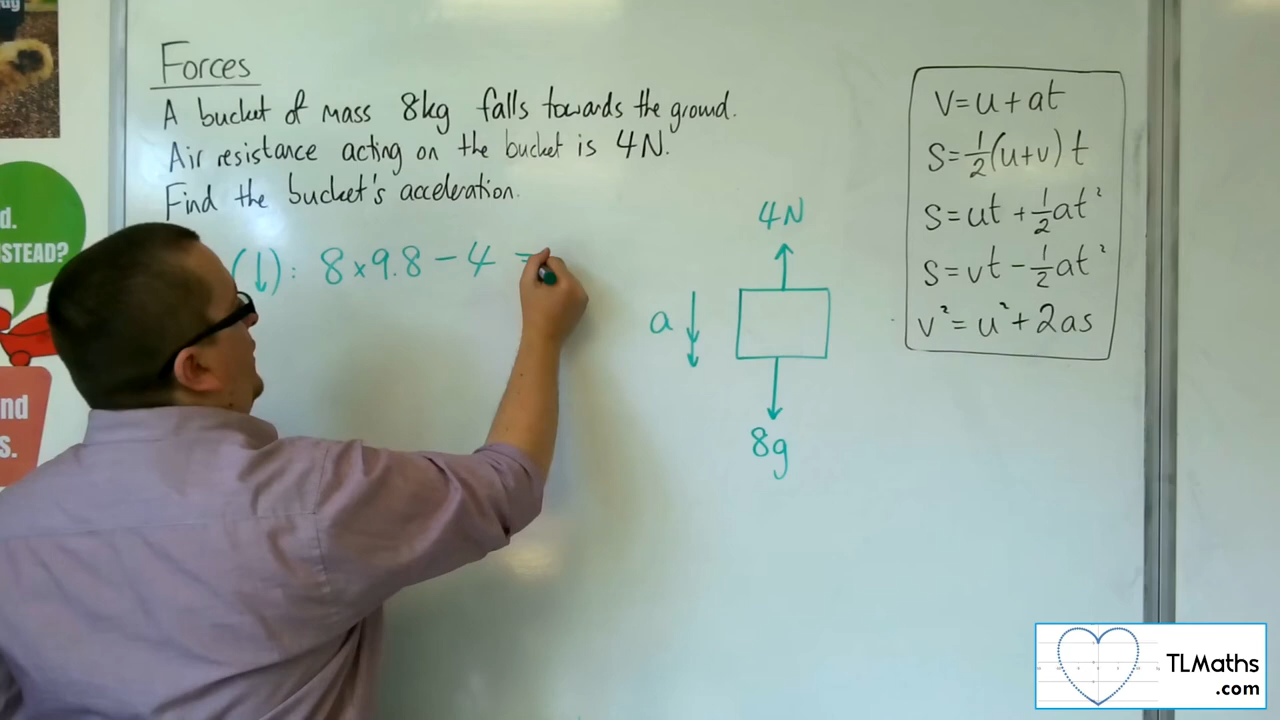 Forces
A bucket of mass 8kg falls towards the ground.
Air resistance acting on the bucket is 4N.
Find the bucket's acceleration.
(↓): 8×9.8-4 =
4N
a
8g
v=u+at
s=½(u+v)t
s=ut+½at²
s=vt-½at²
v²=u²+2as
d.
STEAD?
nd
s.
TLMaths
.com